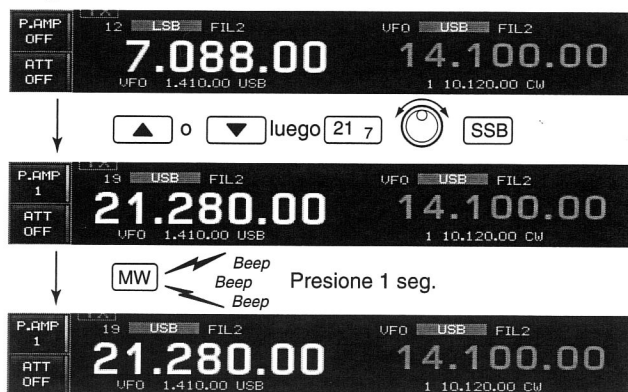 P.AMP OFF
ATT OFF
TX
12 LSB FIL2
7.088.00
VFO 1.410.00 USB
VFO USB FIL2
14.100.00
1 10.120.00 CW
▲ o ▼ luego 21 7 SSB
P.AMP 1
ATT OFF
TX
19 USB FIL2
21.280.00
VFO 1.410.00 USB
VFO USB FIL2
14.100.00
1 10.120.00 CW
MW Beep Beep Beep Presione 1 seg.
P.AMP 1
ATT OFF
TX
19 USB FIL2
21.280.00
VFO 1.410.00 USB
VFO USB FIL2
14.100.00
1 10.120.00 CW